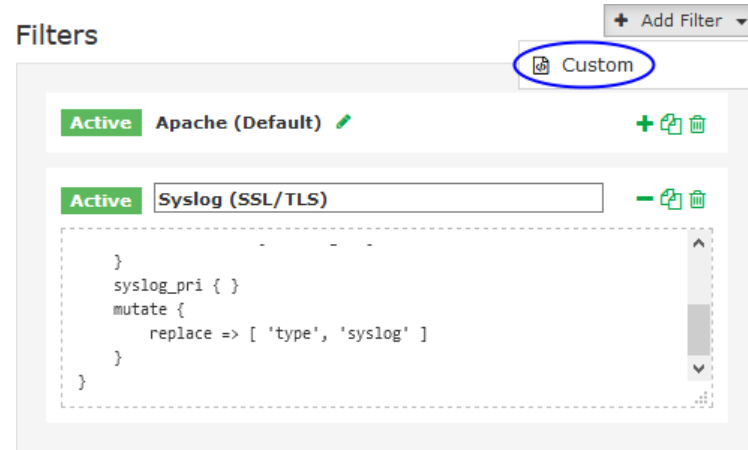 Filters
Add Filter
Custom
Active Apache (Default)
Active Syslog (SSL/TLS)
}
syslog_pri { }
mutate {
replace => [ 'type', 'syslog' ]
}
}